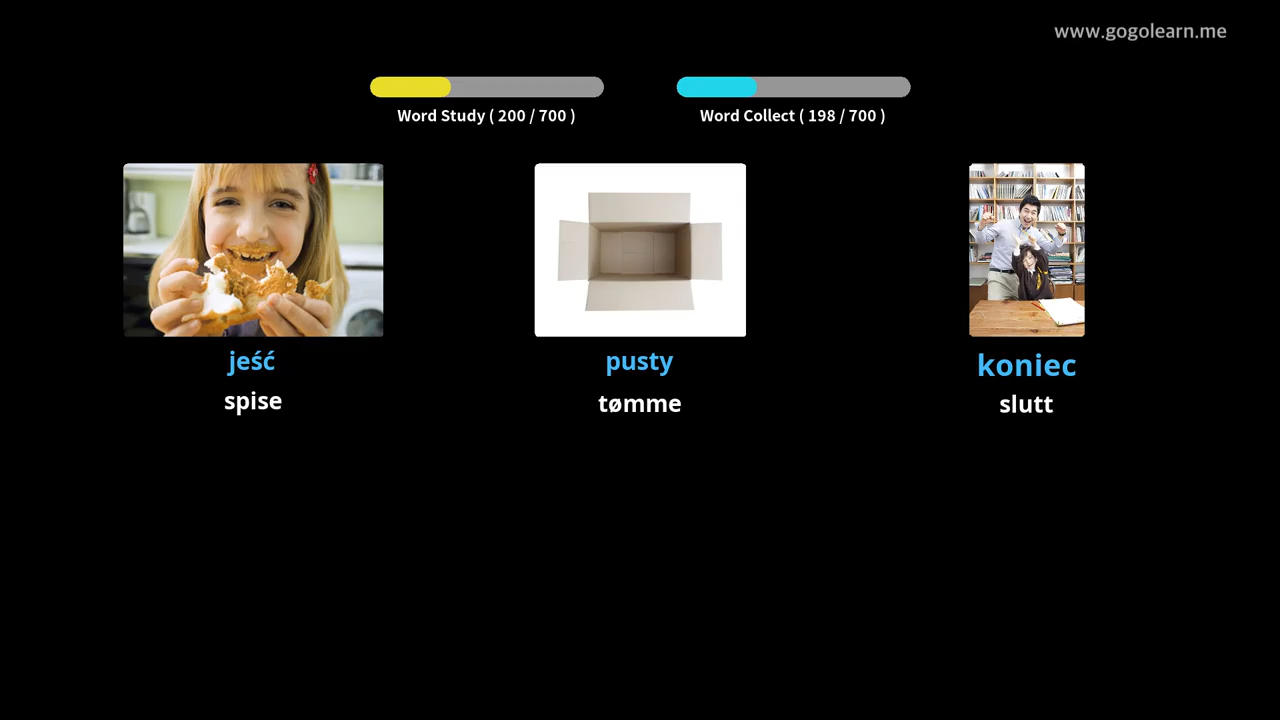 www.gogolearn.me
Word Study ( 200 / 700 )
Word Collect ( 198 / 700 )
jeść
spise
pusty
tømme
koniec
slutt